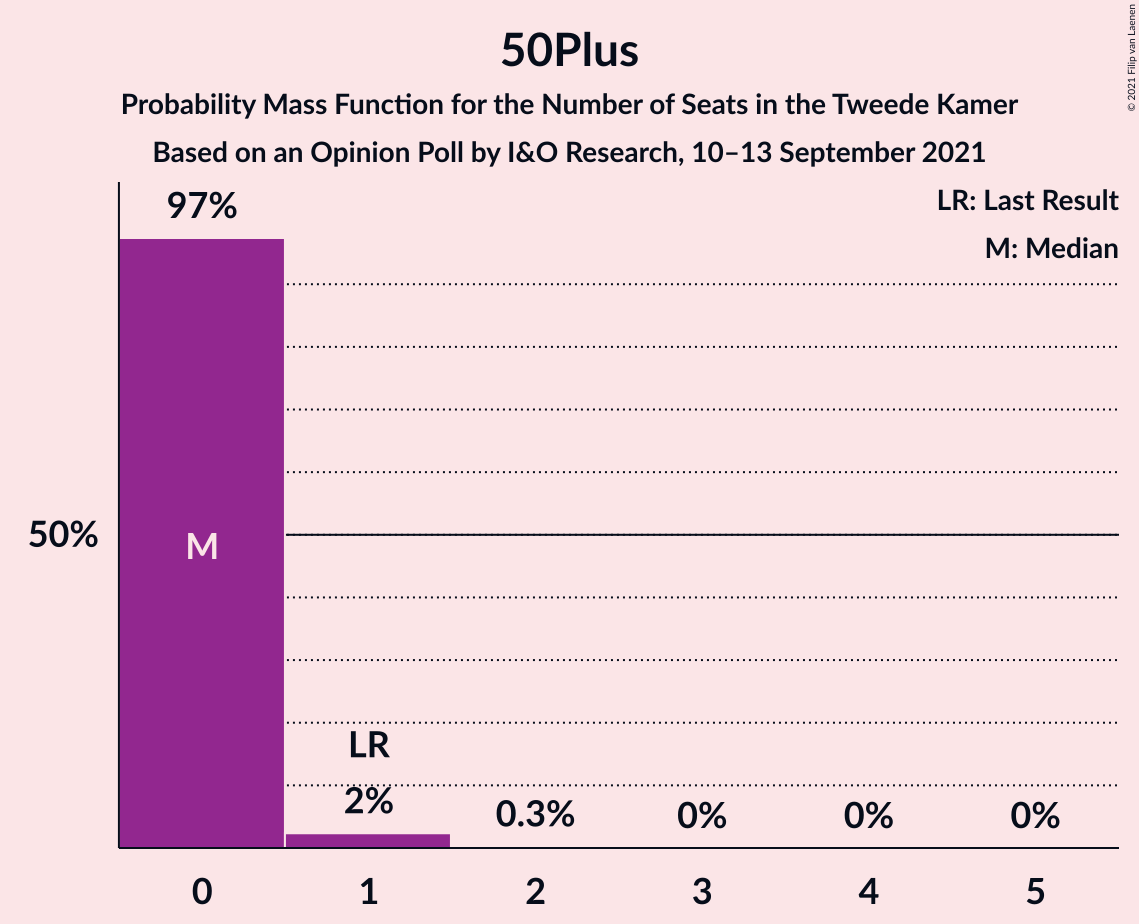 50Plus
Probability Mass Function for the Number of Seats in the Tweede Kamer
Based on an Opinion Poll by I&O Research, 10–13 September 2021
© 2021 Filip van Laenen
LR: Last Result
M: Median
97%
50%
M
LR
2%
0.3%
0%
0%
0%
0
1
2
3
4
5